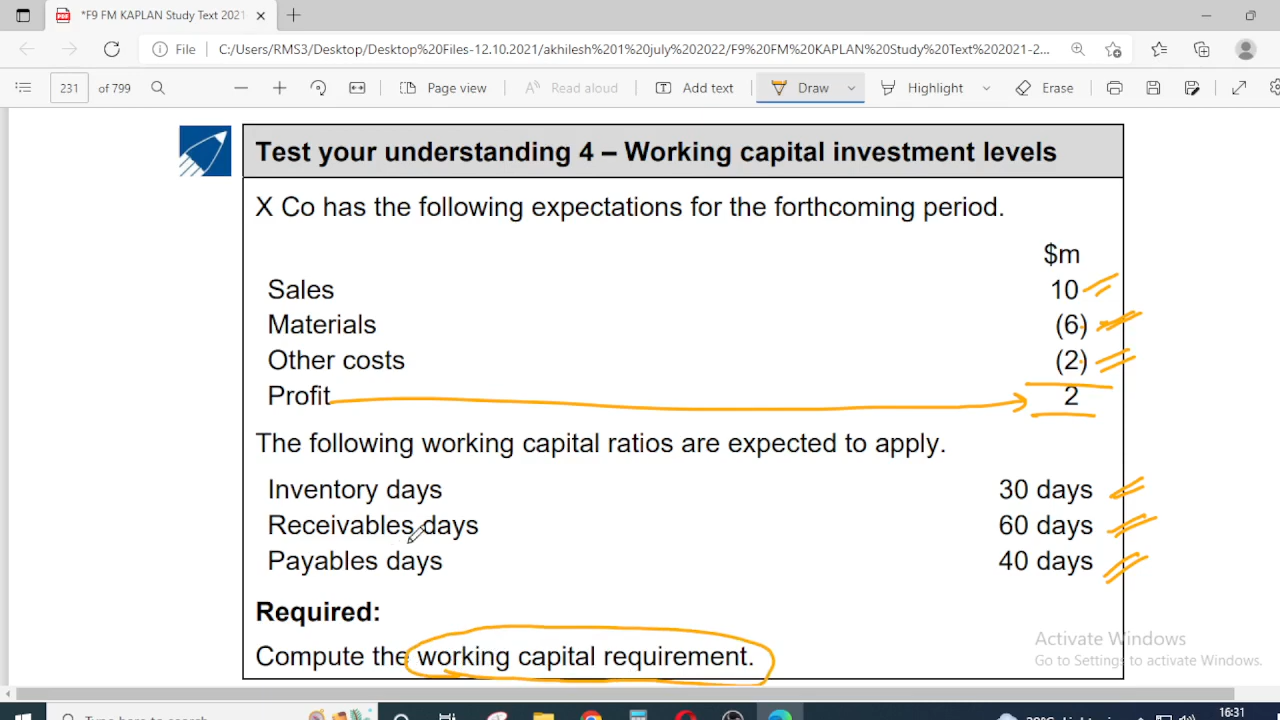 *F9 FM KAPLAN Study Text 2021
File C:/Users/RMS3/Desktop/Desktop%20Files-12.10.2021/akhilesh%201%20july%202022/F9%20FM%20KAPLAN%20Study%20Text%202021-2...
231 of 799 Page view Read aloud Add text Draw Highlight Erase
Test your understanding 4 – Working capital investment levels
X Co has the following expectations for the forthcoming period.
$m
Sales 10
Materials (6)
Other costs (2)
Profit 2
The following working capital ratios are expected to apply.
Inventory days 30 days
Receivables days 60 days
Payables days 40 days
Required:
Compute the working capital requirement.
Activate Windows
Go to Settings to activate Windows.
Type here to search
16:31